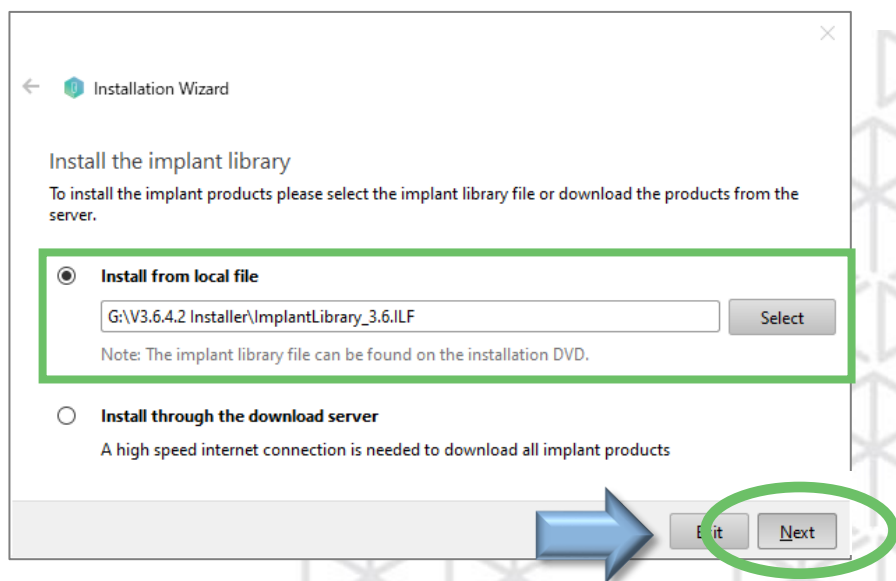 Installation Wizard
Install the implant library
To install the implant products please select the implant library file or download the products from the
server.
Install from local file
G:\V3.6.4.2 Installer\ImplantLibrary_3.6.ILF
Select
Note: The implant library file can be found on the installation DVD.
Install through the download server
A high speed internet connection is needed to download all implant products
Exit
Next